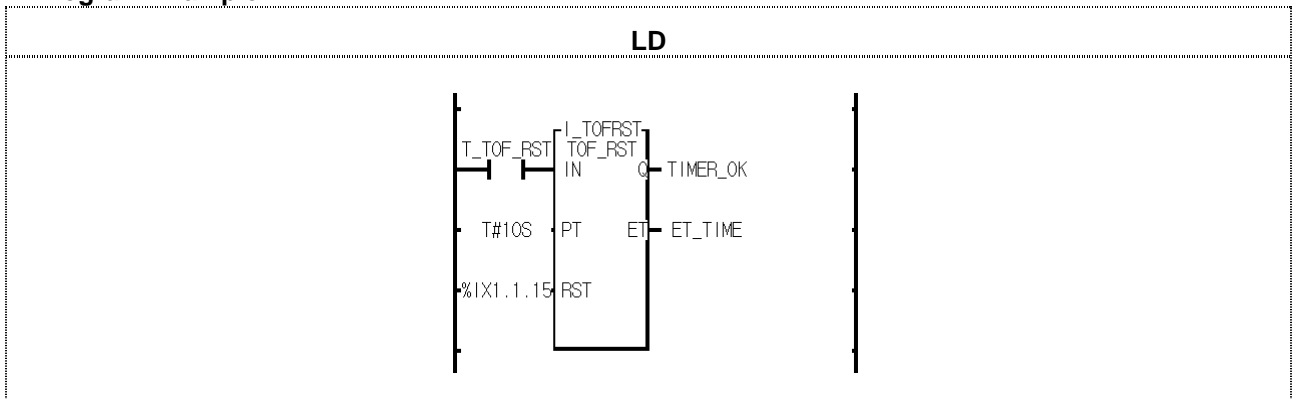 LD
I_TOFRST
T_TOF_RST TOF_RST
IN Q TIMER_OK
T#10S PT ET ET_TIME
%IX1.1.15 RST